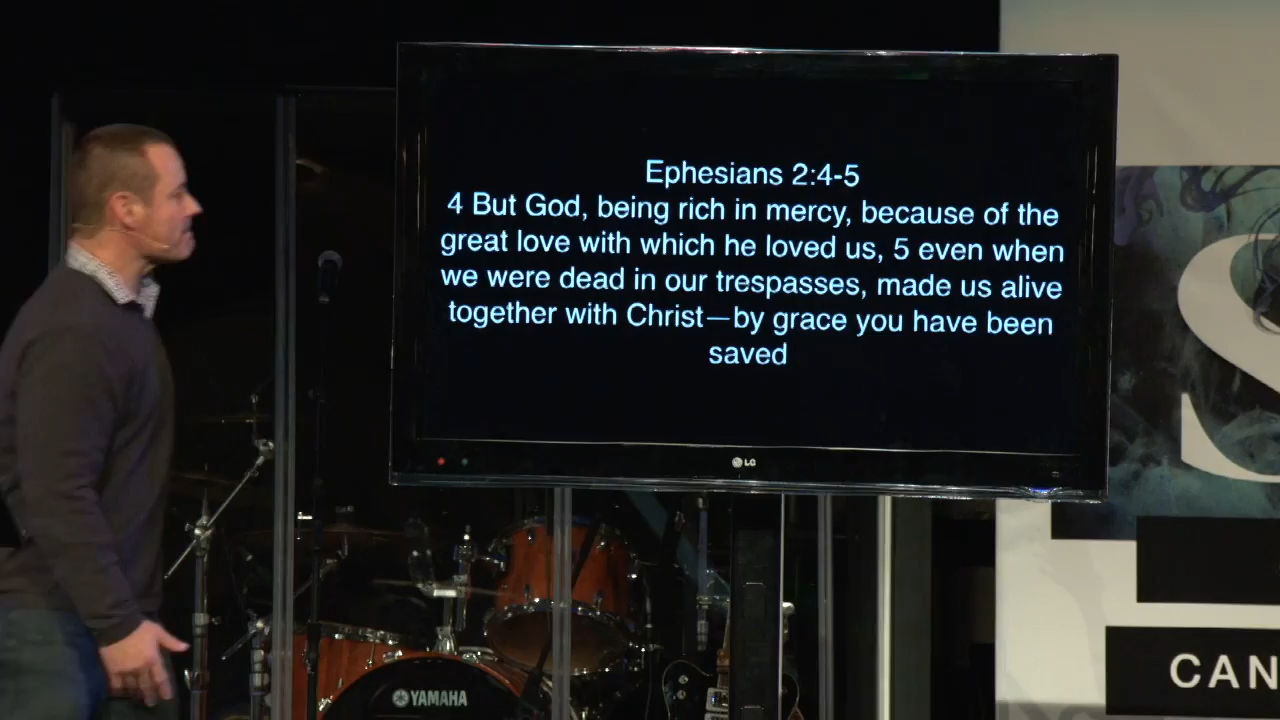 Ephesians 2:4-5
4 But God, being rich in mercy, because of the
great love with which he loved us, 5 even when
we were dead in our trespasses, made us alive
together with Christ—by grace you have been
saved
LG
YAMAHA
S
CAN